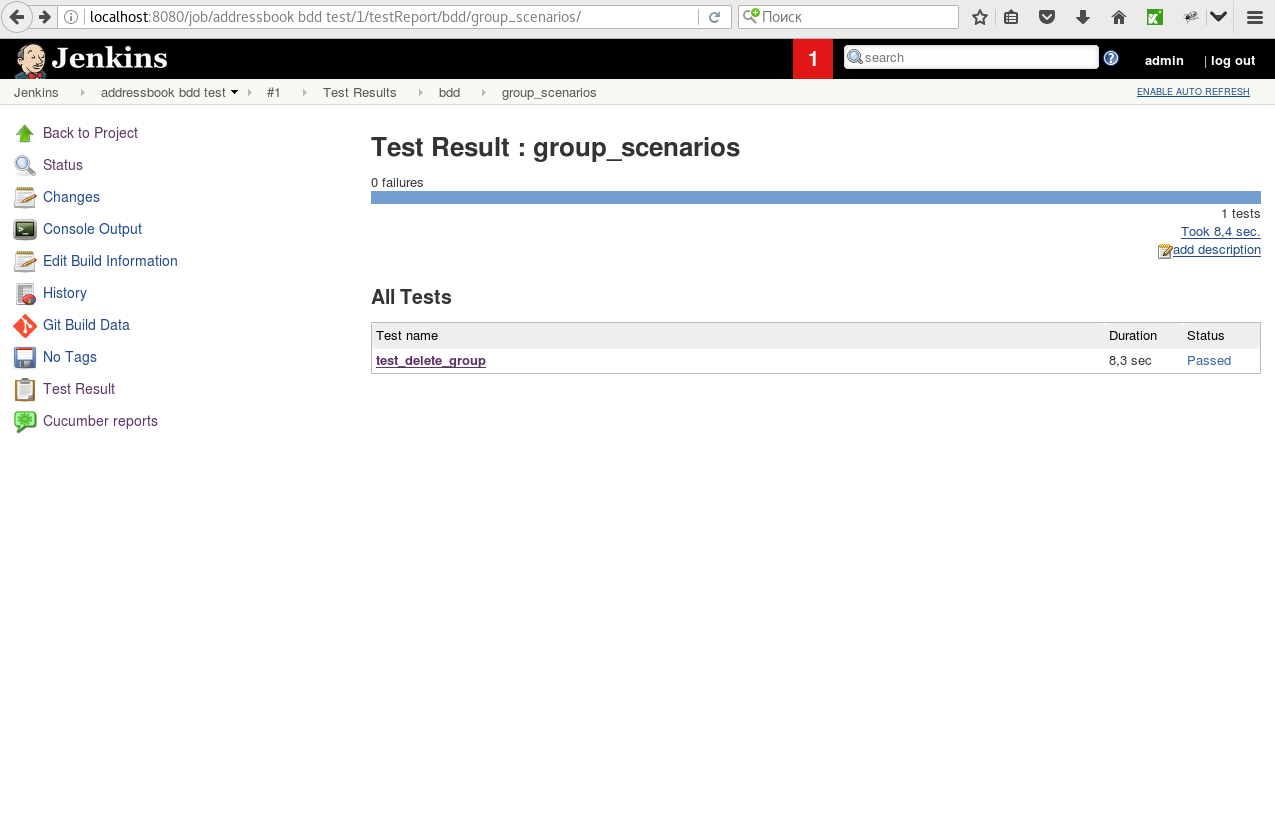 localhost:8080/job/addressbook bdd test/1/testReport/bdd/group_scenarios/
Поиск
Jenkins
1
search
admin
| log out
Jenkins
addressbook bdd test
#1
Test Results
bdd
group_scenarios
ENABLE AUTO REFRESH
Back to Project
Status
Changes
Console Output
Edit Build Information
History
Git Build Data
No Tags
Test Result
Cucumber reports
Test Result : group_scenarios
0 failures
1 tests
Took 8,4 sec.
add description
All Tests
Test name Duration Status
test_delete_group 8,3 sec Passed